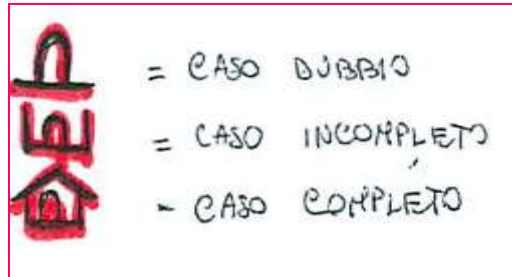 = CASO DUBBIO
= CASO INCOMPLETO
- CASO COMPLETO